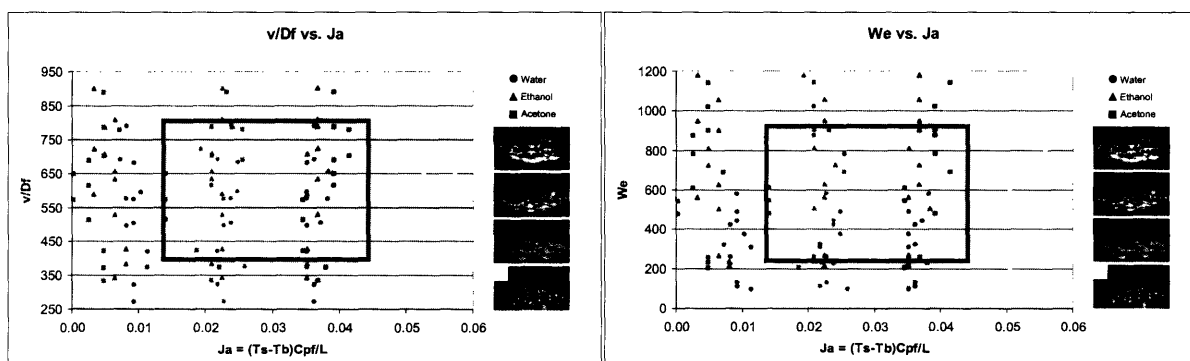 v/Df vs. Ja
950
850
750
650
550
450
350
250
v/Df
0.00 0.01 0.02 0.03 0.04 0.05 0.06
Ja = (Ts-Tb)Cpf/L
Water
Ethanol
Acetone
We vs. Ja
1200
1000
800
600
400
200
0
We
0.00 0.01 0.02 0.03 0.04 0.05 0.06
Ja = (Ts-Tb)Cpf/L
Water
Ethanol
Acetone